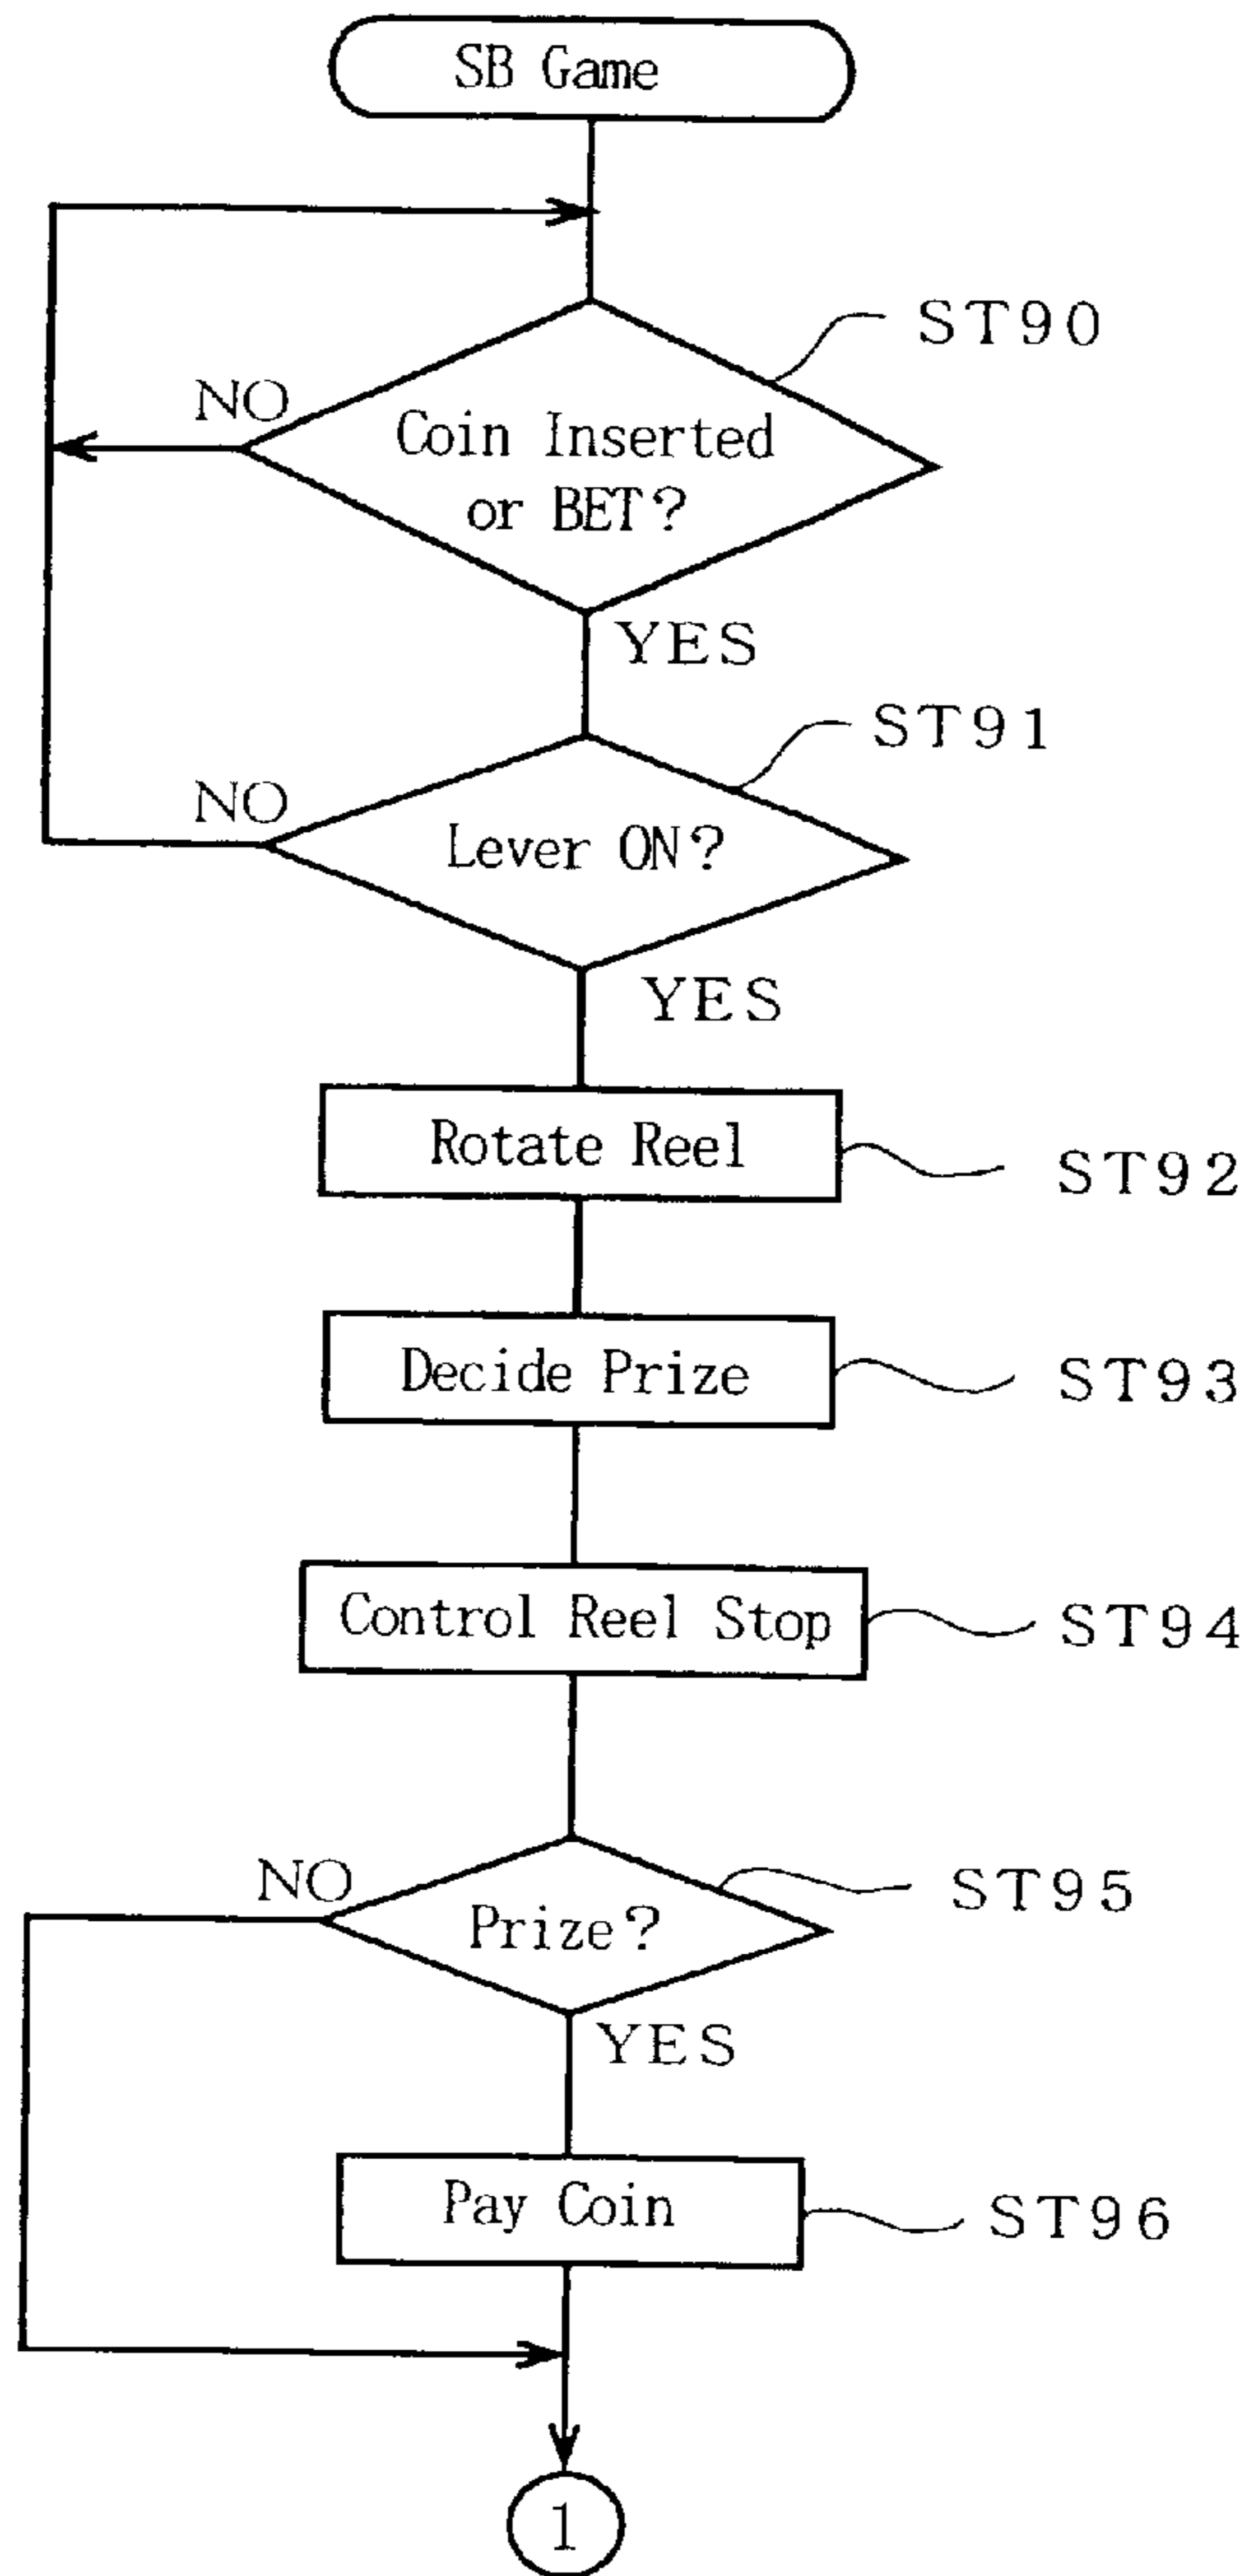 SB Game
ST90
NO
Coin Inserted
or BET?
YES
ST91
NO
Lever ON?
YES
Rotate Reel
ST92
Decide Prize
ST93
Control Reel Stop
ST94
NO
ST95
Prize?
YES
Pay Coin
ST96
1